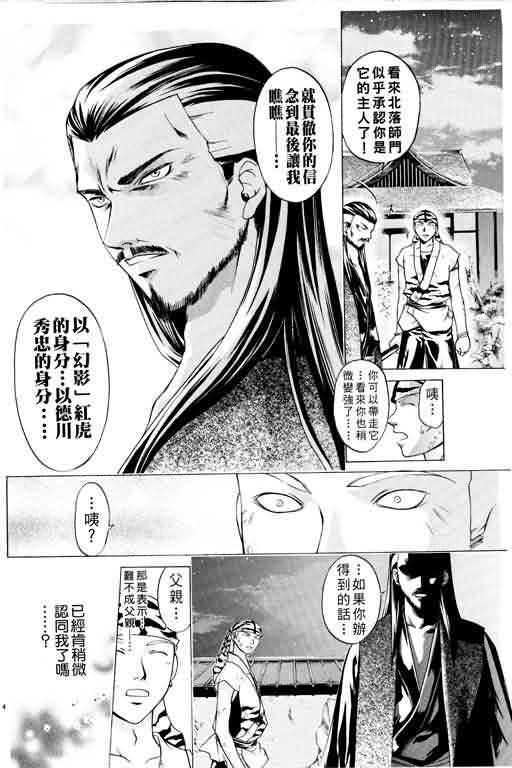 看來北落師門
似乎承認你是
它的主人了！
你可以帶走它
…看來你也稍
微變強了……
咦…
就貫徹你的信
念到最後讓我
瞧瞧……
以「幻影」紅虎
的身分…以德川
秀忠的身分……
…咦？
…如果你辦
得到的話…
父親…
那是表示…
難不成父親…
已經肯稍微
認同我了嗎
……？
4